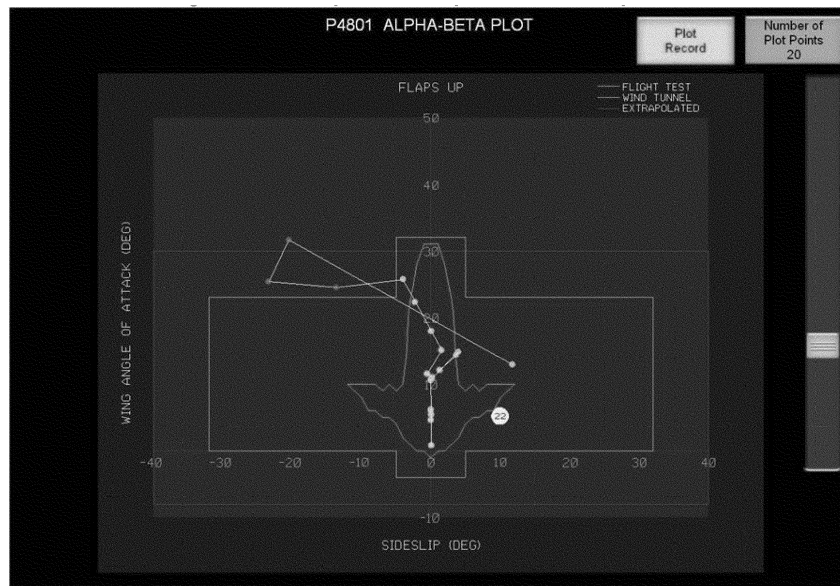 P4801 ALPHA-BETA PLOT
Plot
Record
Number of
Plot Points
20
FLAPS UP
FLIGHT TEST
WIND TUNNEL
EXTRAPOLATED
50
40
30
20
10
22
-40
-30
-20
-10
0
10
20
30
40
-10
WING ANGLE OF ATTACK (DEG)
SIDESLIP (DEG)